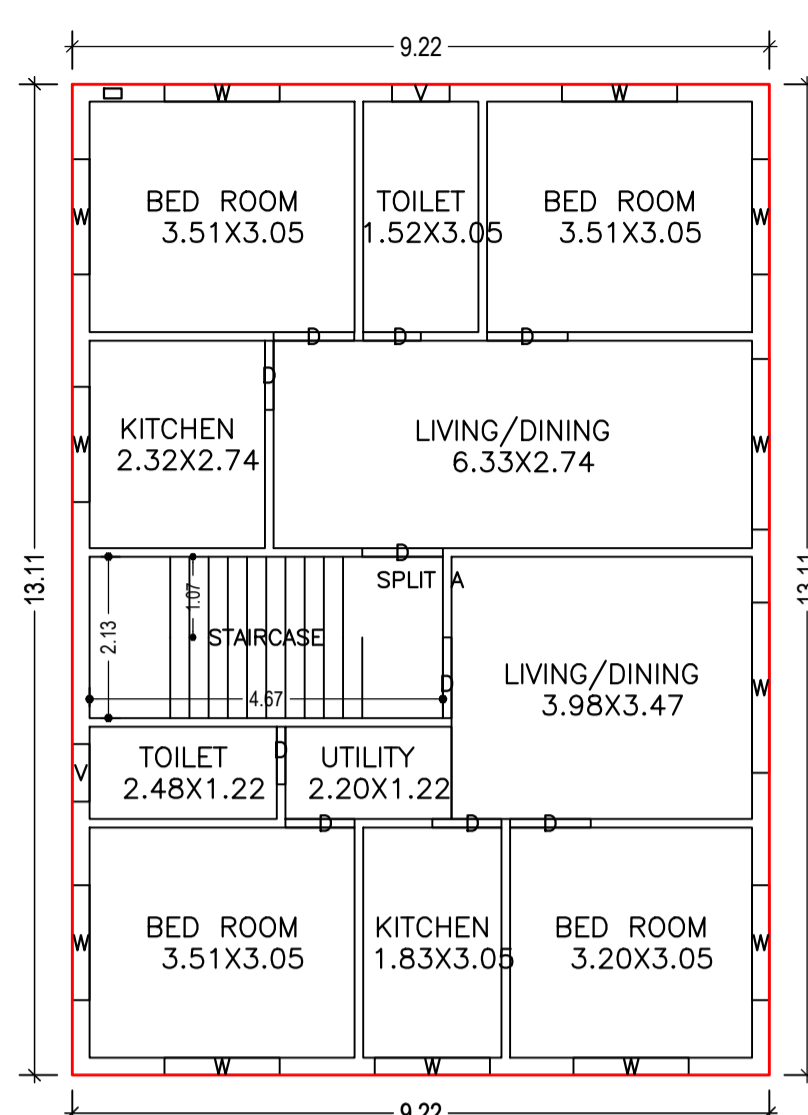 9.22
W
V
W
BED ROOM
3.51X3.05
TOILET
1.52X3.05
BED ROOM
3.51X3.05
W
W
D
D
D
D
KITCHEN
2.32X2.74
LIVING/DINING
6.33X2.74
W
W
13.11
13.11
D
SPLIT A
1.07
2.13
STAIRCASE
4.67
D
LIVING/DINING
3.98X3.47
W
TOILET
2.48X1.22
D
UTILITY
2.20X1.22
V
D
D
D
BED ROOM
3.51X3.05
KITCHEN
1.83X3.05
BED ROOM
3.20X3.05
W
W
W
W
W
9.22